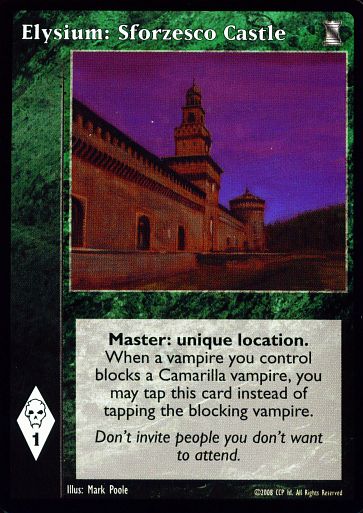 Elysium: Sforzesco Castle
Master: unique location.
When a vampire you control
blocks a Camarilla vampire, you
may tap this card instead of
tapping the blocking vampire.
Don't invite people you don't want
to attend.
1
Illus: Mark Poole
©2008 CCP hf. All Rights Reserved